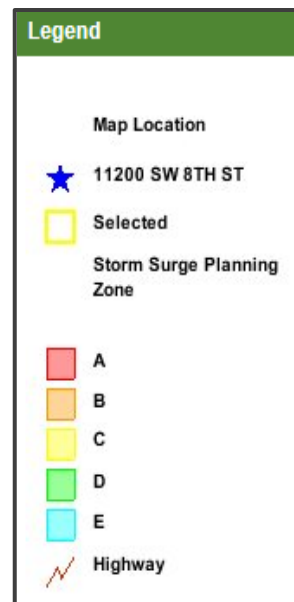 Legend
Map Location
11200 SW 8TH ST
Selected
Storm Surge Planning
Zone
A
B
C
D
E
Highway